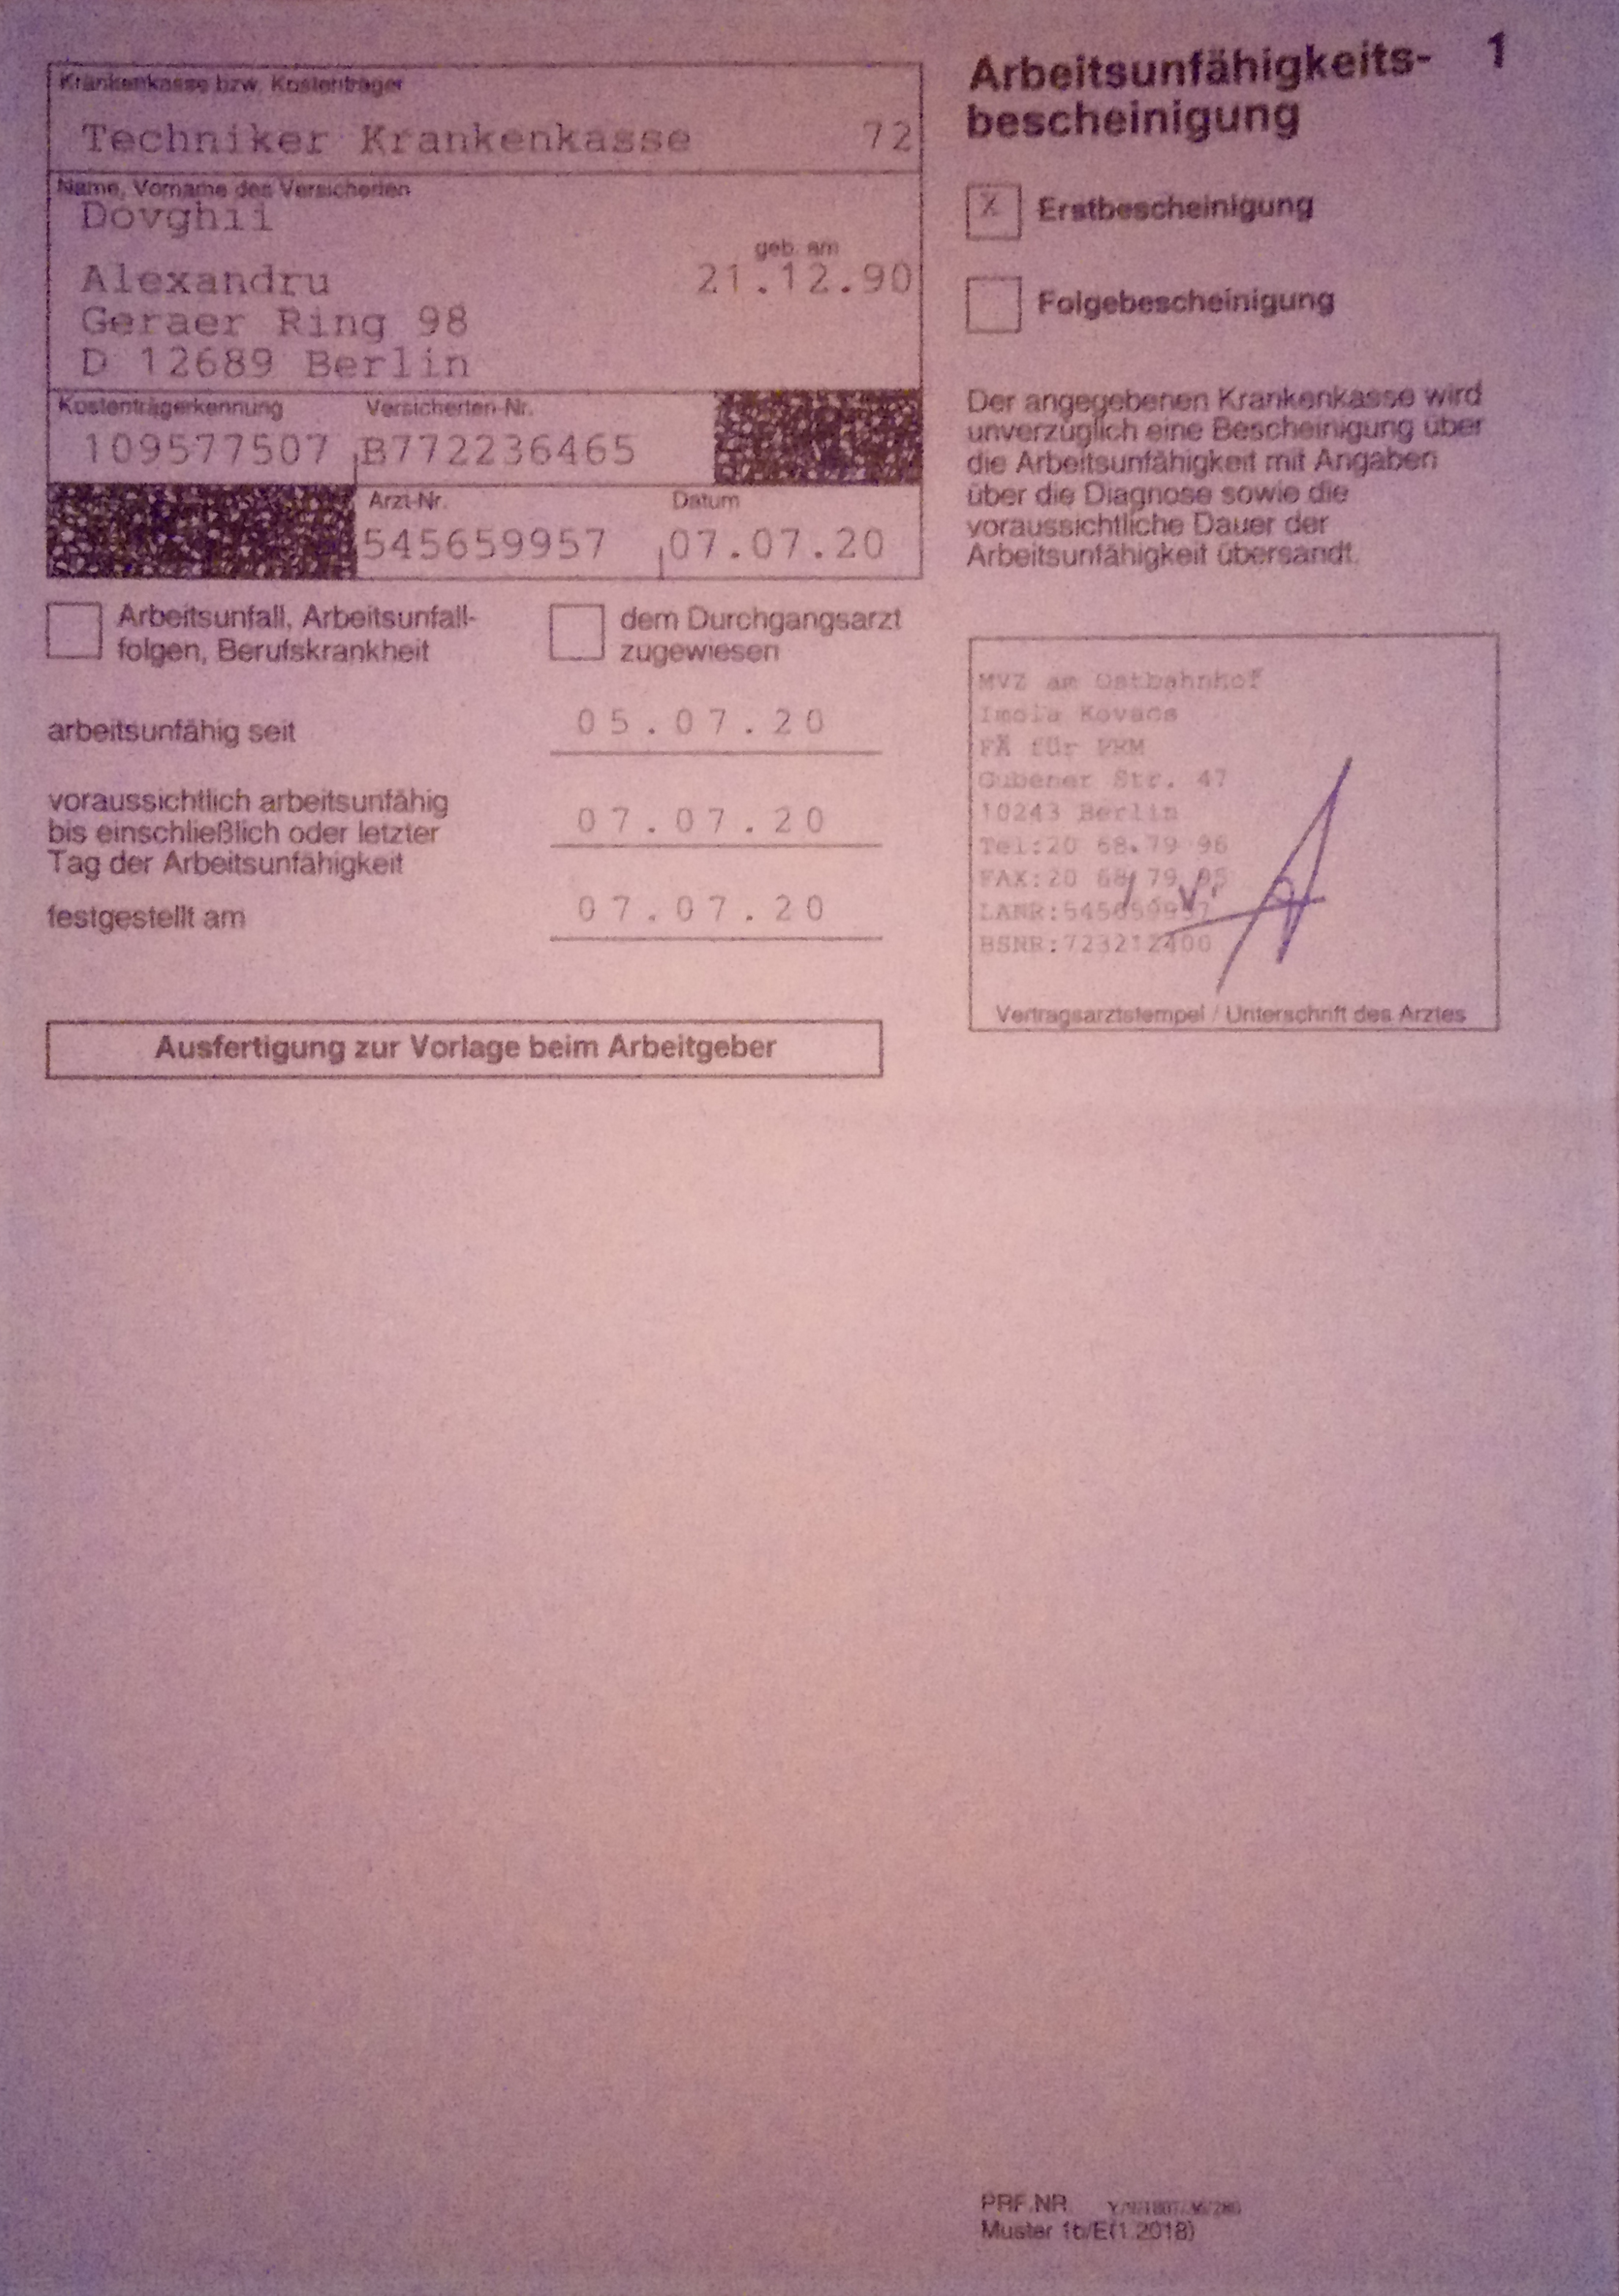 Krankenkasse bzw. Kostenträger
Techniker Krankenkasse 72
Name, Vorname des Versicherten
Dovghii
geb. am
Alexandru 21.12.90
Geraer Ring 98
D 12689 Berlin
Kostenträgerkennung Versicherten-Nr.
109577507 B772236465
Arzt-Nr. Datum
545659957 07.07.20
Arbeitsunfall, Arbeitsunfall-
folgen, Berufskrankheit
dem Durchgangsarzt
zugewiesen
arbeitsunfähig seit 05.07.20
voraussichtlich arbeitsunfähig
bis einschließlich oder letzter 07.07.20
Tag der Arbeitsunfähigkeit
festgestellt am 07.07.20
Ausfertigung zur Vorlage beim Arbeitgeber
Arbeitsunfähigkeits- 1
bescheinigung
X Erstbescheinigung
Folgebescheinigung
Der angegebenen Krankenkasse wird
unverzüglich eine Bescheinigung über
die Arbeitsunfähigkeit mit Angaben
über die Diagnose sowie die
voraussichtliche Dauer der
Arbeitsunfähigkeit übersandt.
MVZ am Ostbahnhof
Imola Kovacs
FÄ für PRM
Gubener Str. 47
10243 Berlin
Tel:20 68 79 96
FAX:20 68 79 95
LANR:545659957
BSNR:723212400
Vertragsarztstempel / Unterschrift des Arztes
PRF.NR.
Muster 1b/E(1.2018)